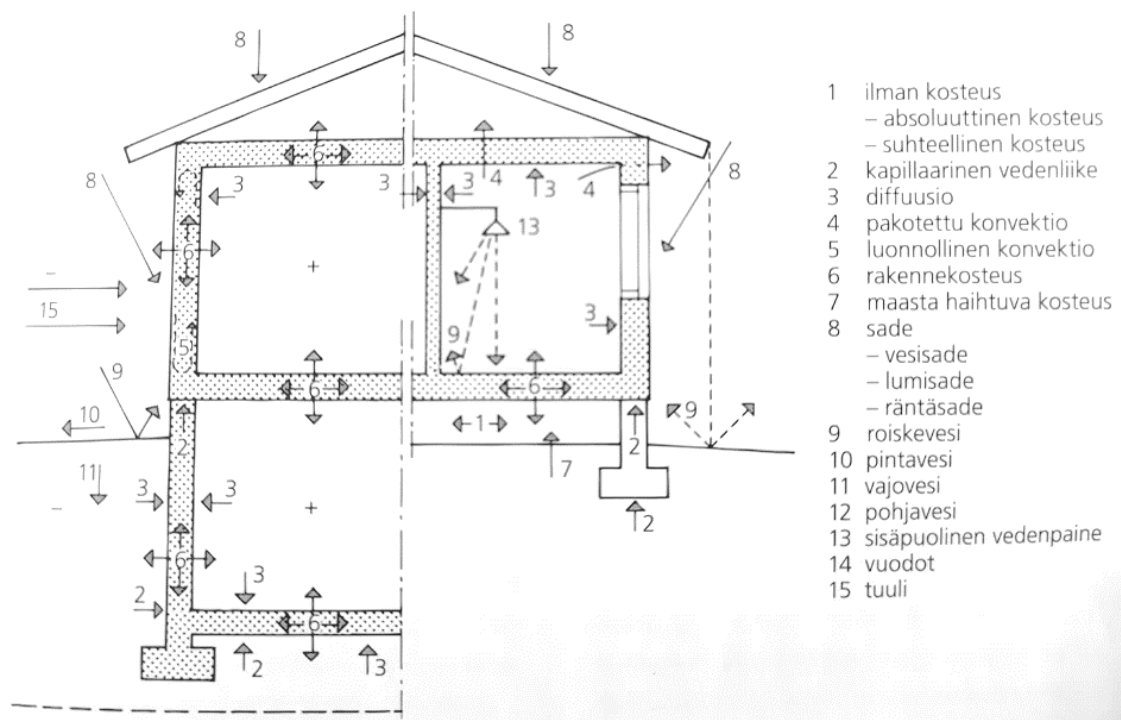 8
8
6
4
3
4
8
3
3
3
8
13
6
15
3
5
9
9
6
6
10
1
9
2
2
7
11
3
3
2
6
3
2
6
2
3
1 ilman kosteus
– absoluuttinen kosteus
– suhteellinen kosteus
2 kapillaarinen vedenliike
3 diffuusio
4 pakotettu konvektio
5 luonnollinen konvektio
6 rakennekosteus
7 maasta haihtuva kosteus
8 sade
– vesisade
– lumisade
– räntäsade
9 roiskevesi
10 pintavesi
11 vajovesi
12 pohjavesi
13 sisäpuolinen vedenpaine
14 vuodot
15 tuuli